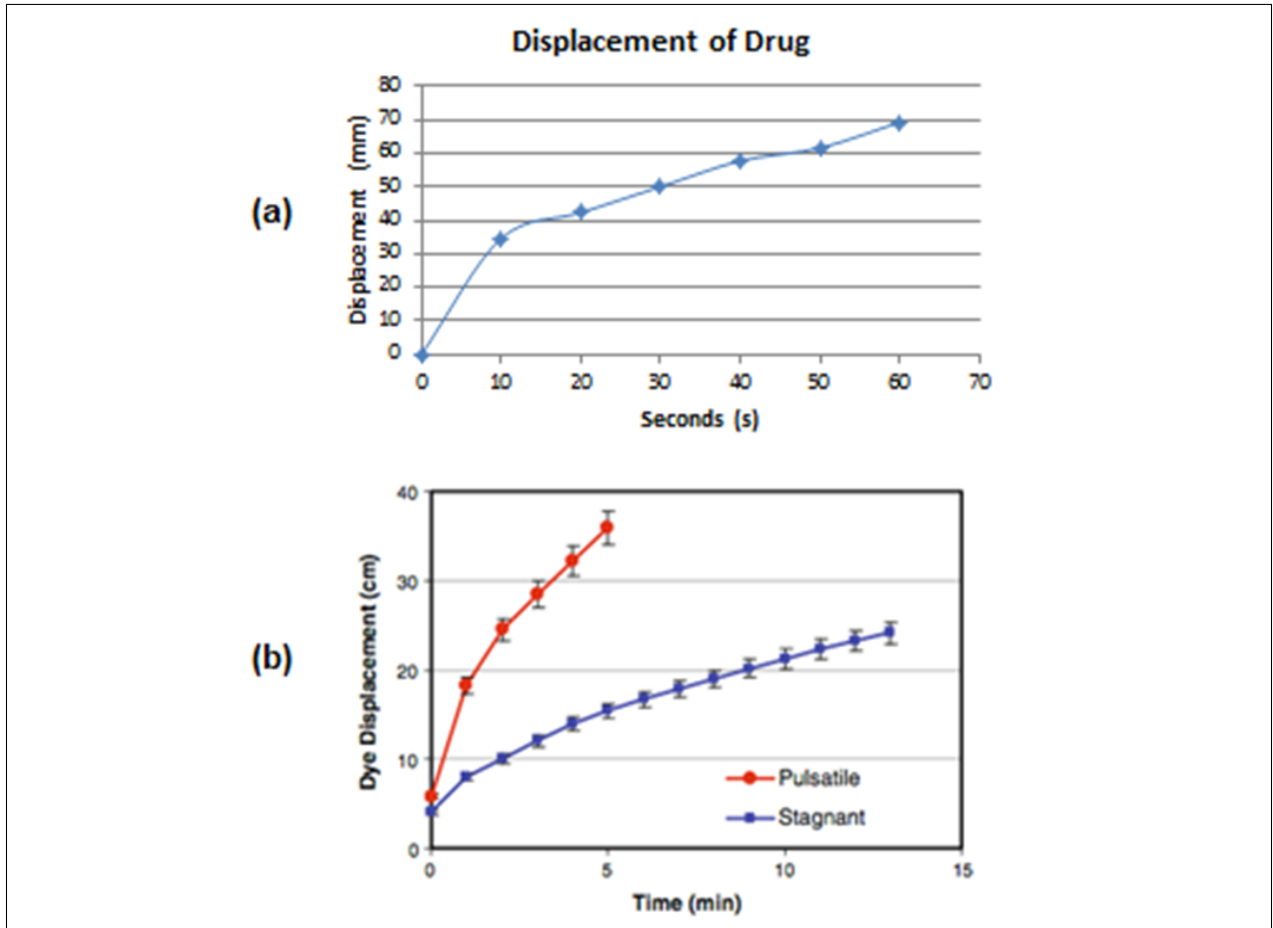 Displacement of Drug
(a)
Displacement (mm)
80
70
60
50
40
30
20
10
0
0 10 20 30 40 50 60 70
Seconds (s)
(b)
Dye Displacement (cm)
40
30
20
10
0
Pulsatile
Stagnant
0 5 10 15
Time (min)